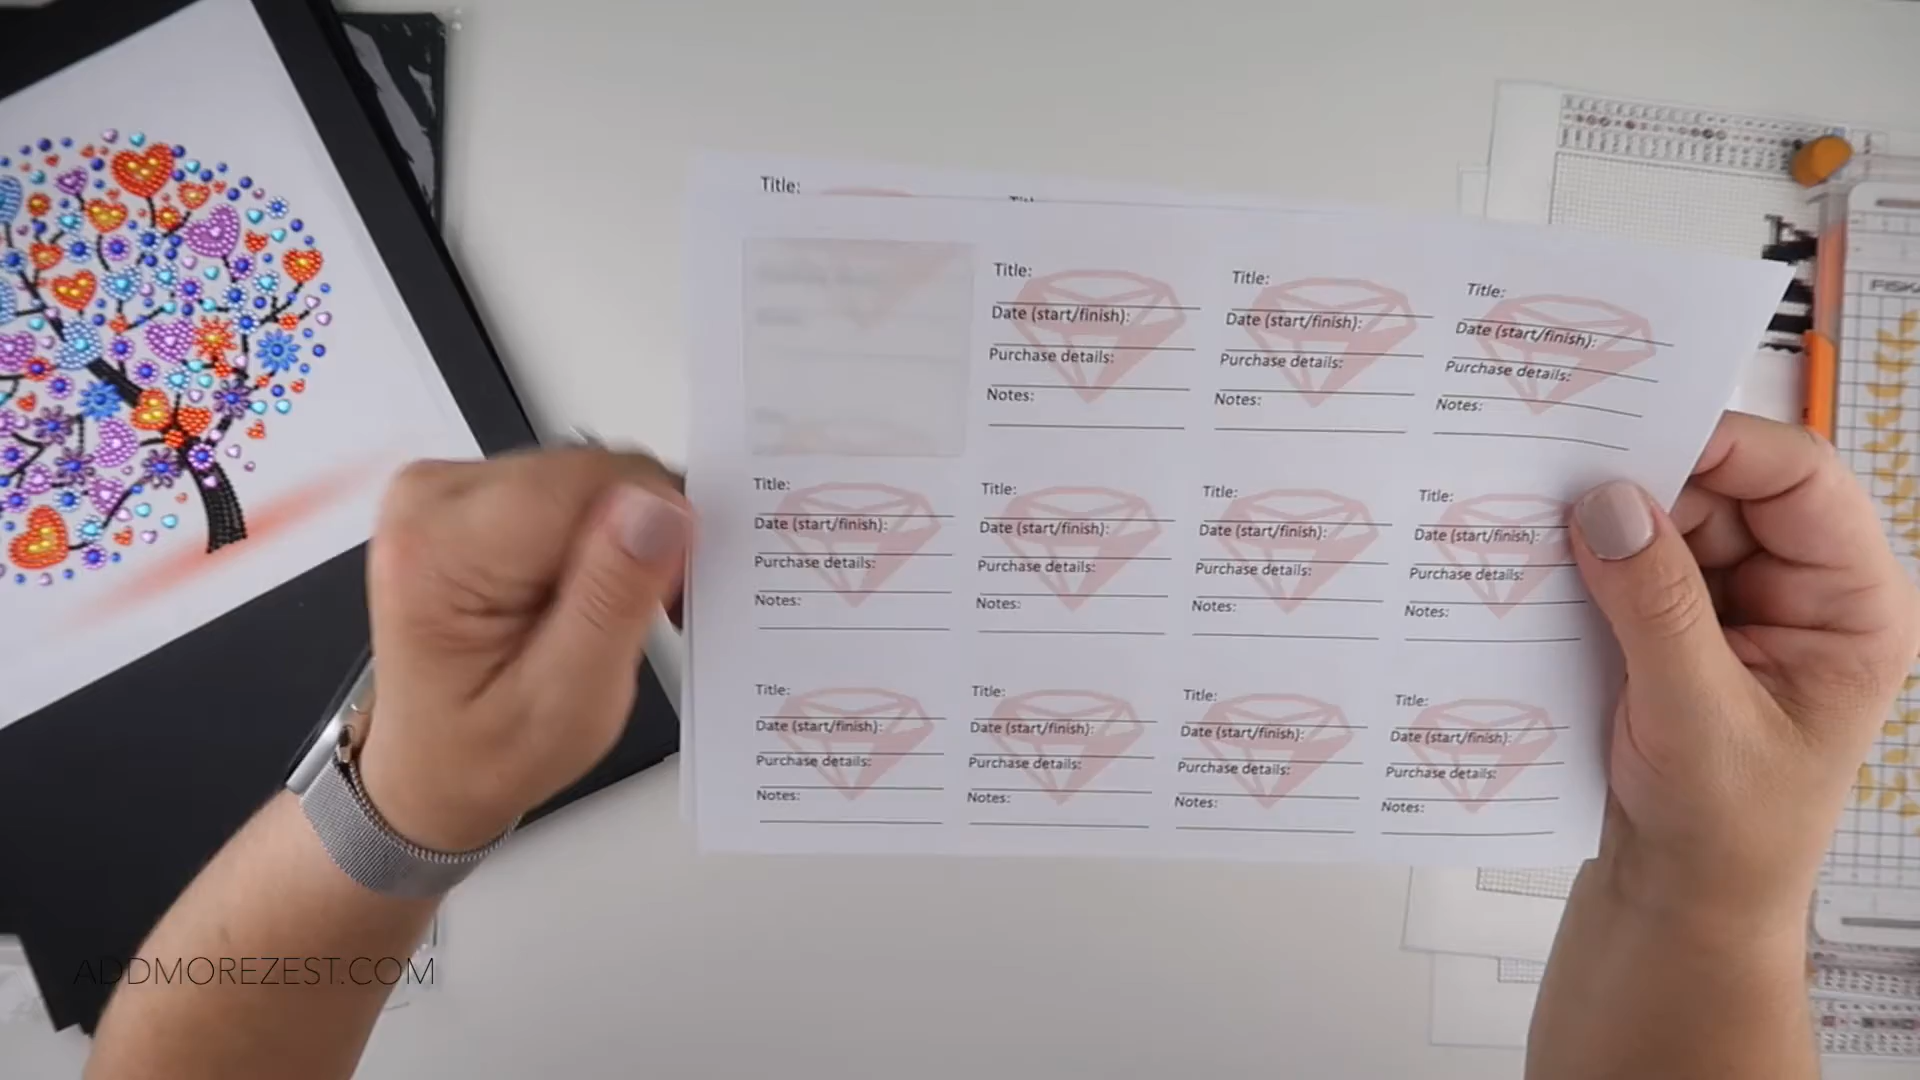 Title:
Title: Title: Title:
Date (start/finish): Date (start/finish): Date (start/finish):
Purchase details: Purchase details: Purchase details:
Notes: Notes: Notes:
Title: Title: Title: Title:
Date (start/finish): Date (start/finish): Date (start/finish): Date (start/finish):
Purchase details: Purchase details: Purchase details: Purchase details:
Notes: Notes: Notes: Notes:
Title: Title: Title: Title:
Date (start/finish): Date (start/finish): Date (start/finish): Date (start/finish):
Purchase details: Purchase details: Purchase details: Purchase details:
Notes: Notes: Notes: Notes:
FISK
ADDMOREZEST.COM